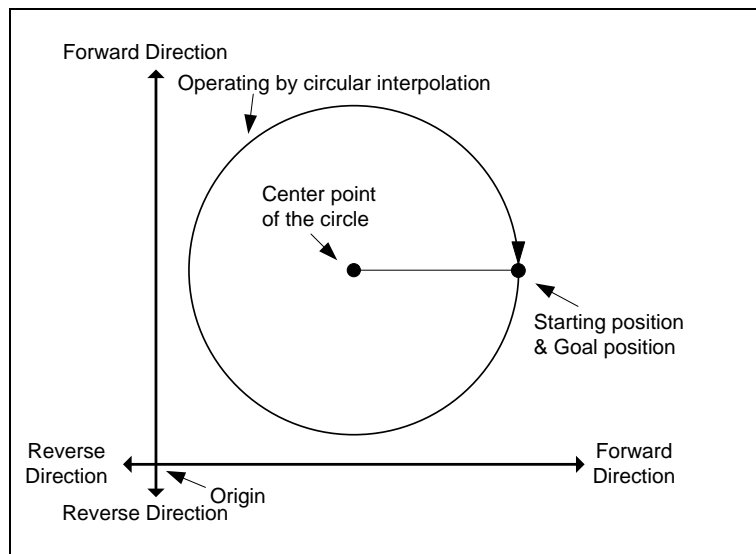 Forward Direction
Operating by circular interpolation
Center point
of the circle
Starting position
& Goal position
Reverse
Direction
Forward
Direction
Origin
Reverse Direction